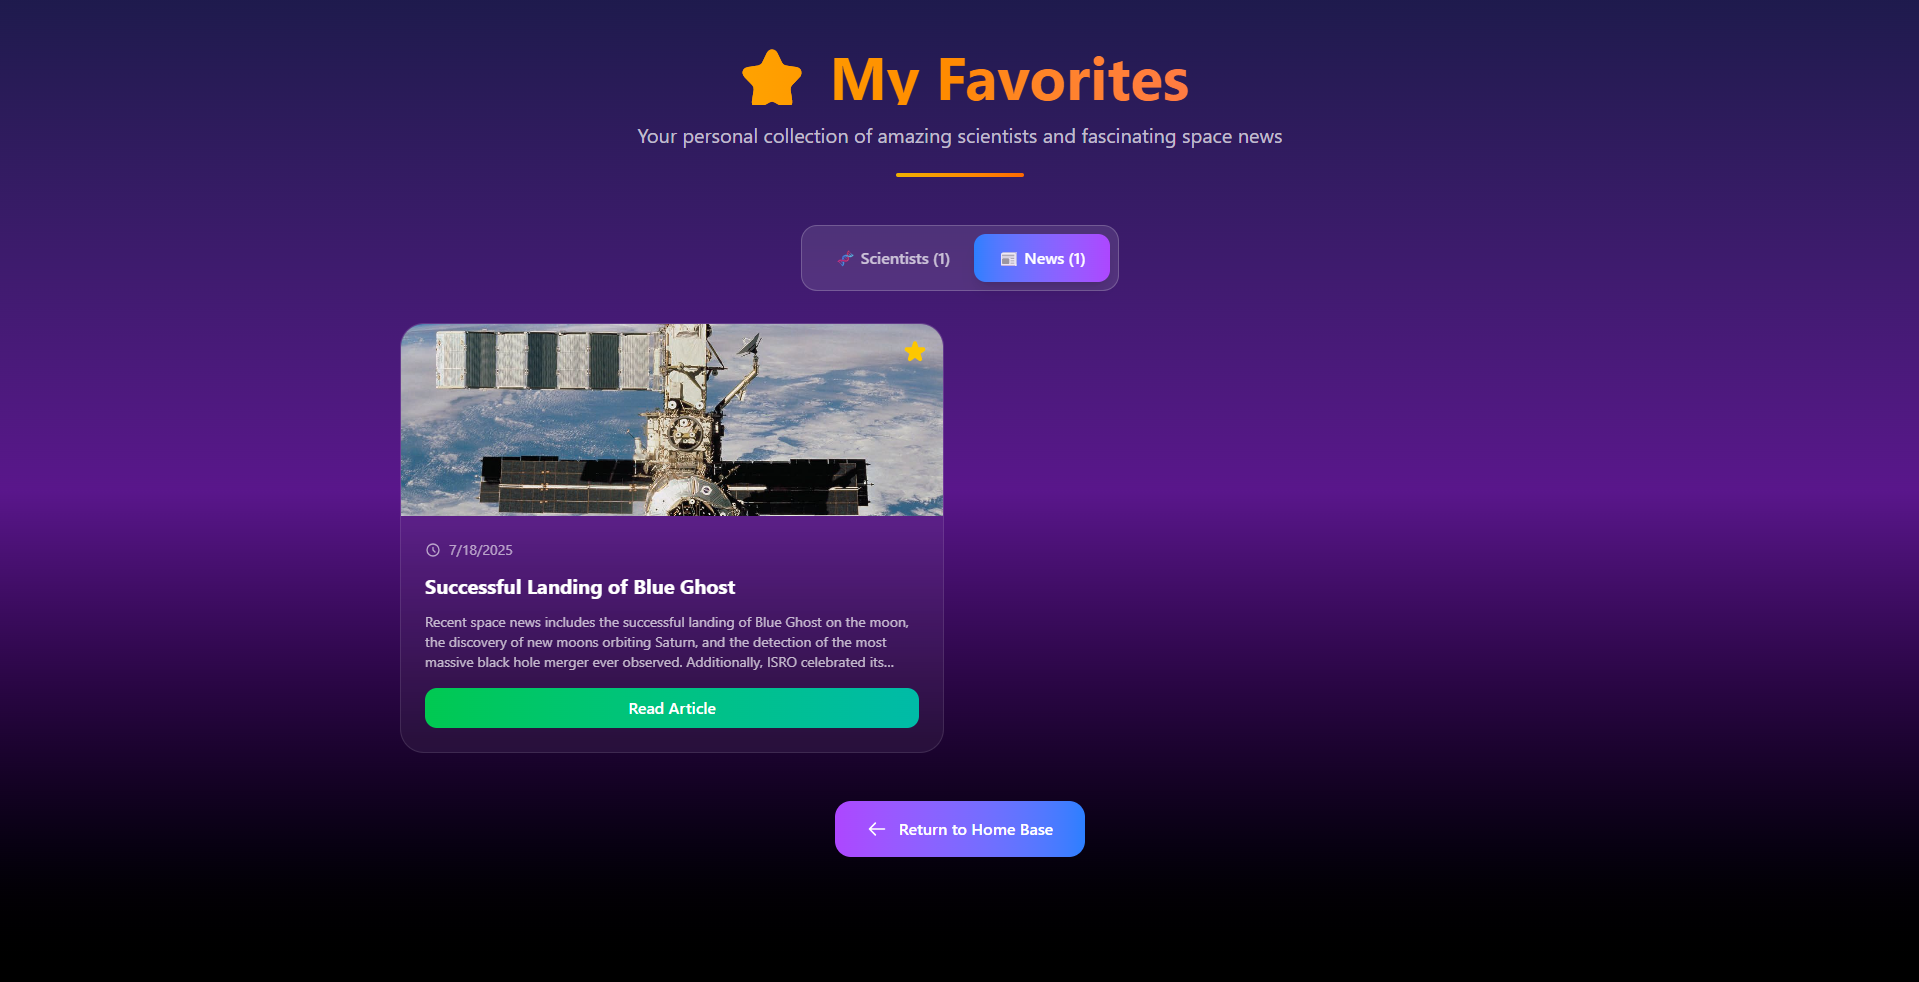 My Favorites
Your personal collection of amazing scientists and fascinating space news
Scientists (1)
News (1)
7/18/2025
Successful Landing of Blue Ghost
Recent space news includes the successful landing of Blue Ghost on the moon,
the discovery of new moons orbiting Saturn, and the detection of the most
massive black hole merger ever observed. Additionally, ISRO celebrated its...
Read Article
Return to Home Base